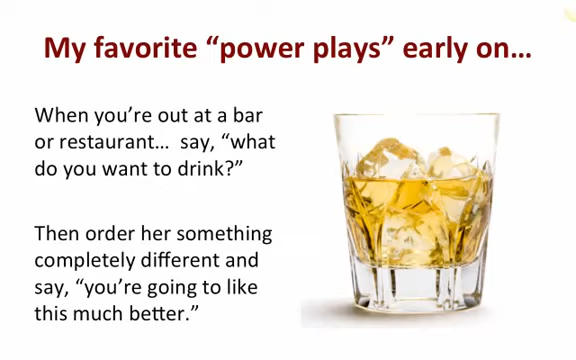 My favorite “power plays” early on…
When you’re out at a bar
or restaurant… say, “what
do you want to drink?”
Then order her something
completely different and
say, “you’re going to like
this much better.”